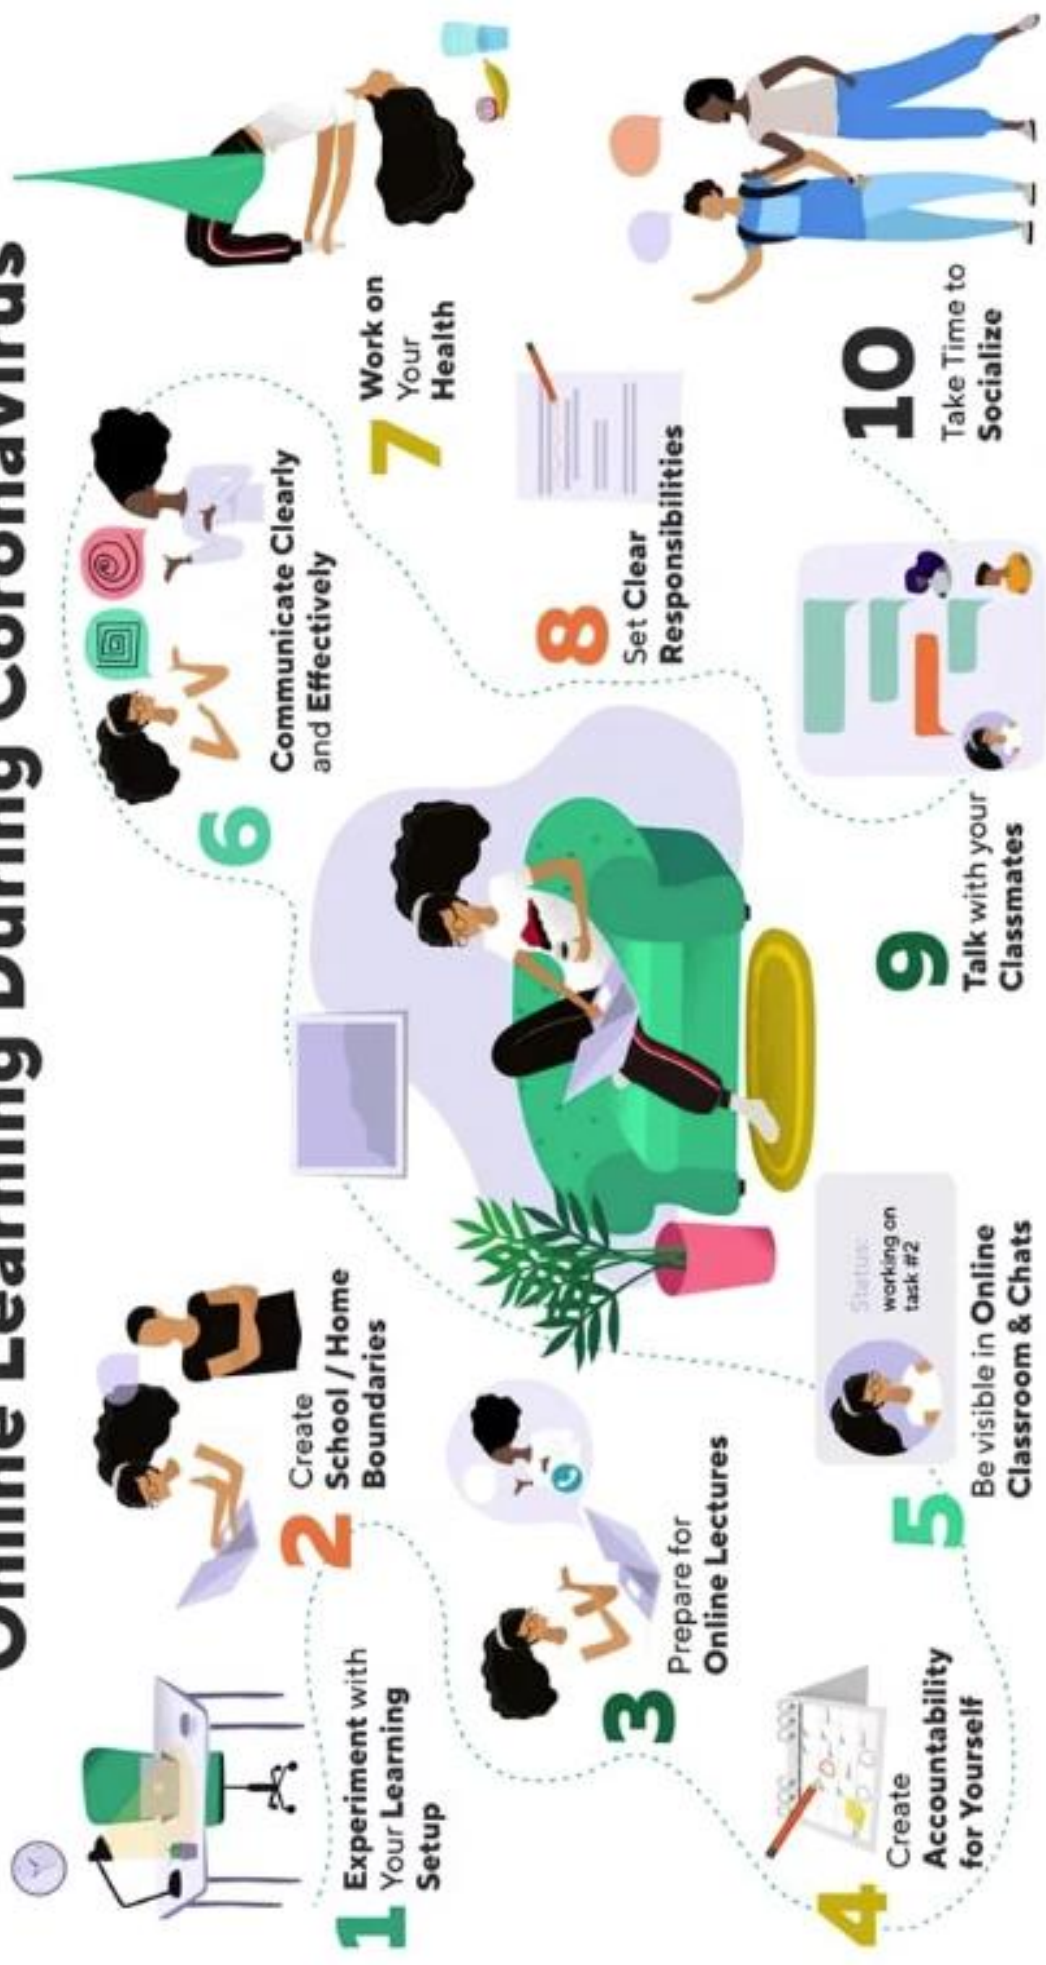 Online Learning During Coronavirus
1
Experiment with
Your Learning
Setup
2
Create
School / Home
Boundaries
3
Prepare for
Online Lectures
4
Create
Accountability
for Yourself
5
Be visible in Online
Classroom & Chats
Status:
working on
task #2
6
Communicate Clearly
and Effectively
7
Work on
Your
Health
8
Set Clear
Responsibilities
9
Talk with your
Classmates
10
Take Time to
Socialize